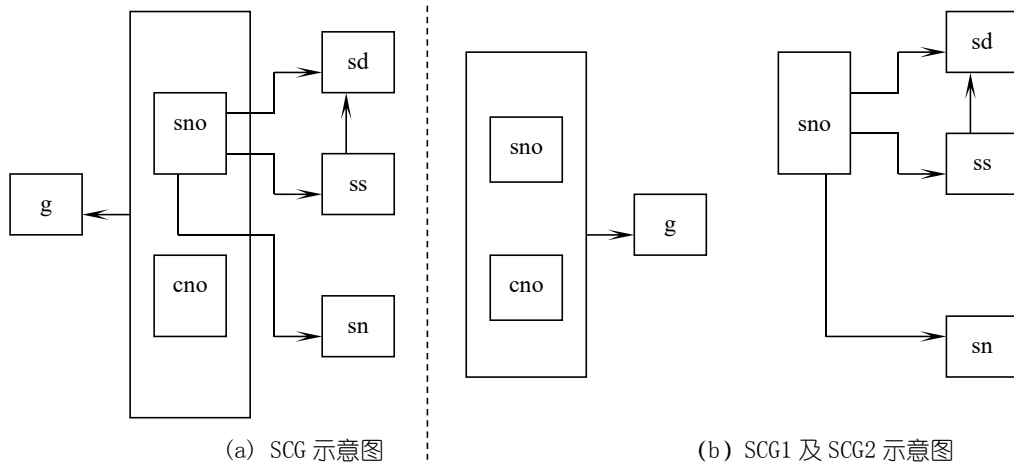 sd
sno
ss
g
cno
sn
(a) SCG 示意图
sd
sno
sno
ss
g
cno
sn
(b) SCG1 及 SCG2 示意图